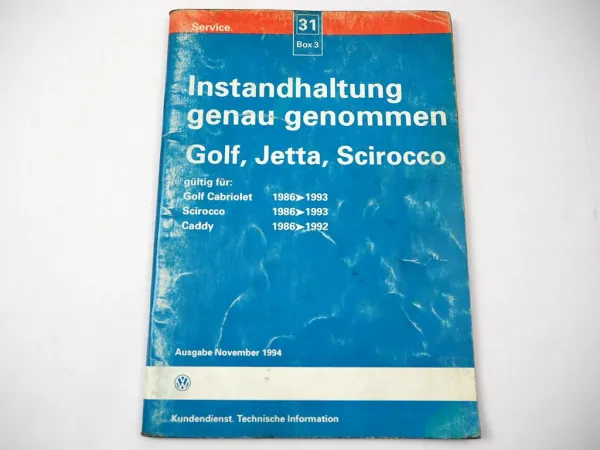 Service.
31
Box 3
Instandhaltung
genau genommen
Golf, Jetta, Scirocco
gültig für:
Golf Cabriolet 1986➤1993
Scirocco 1986➤1993
Caddy 1986➤1992
Ausgabe November 1994
Kundendienst. Technische Information